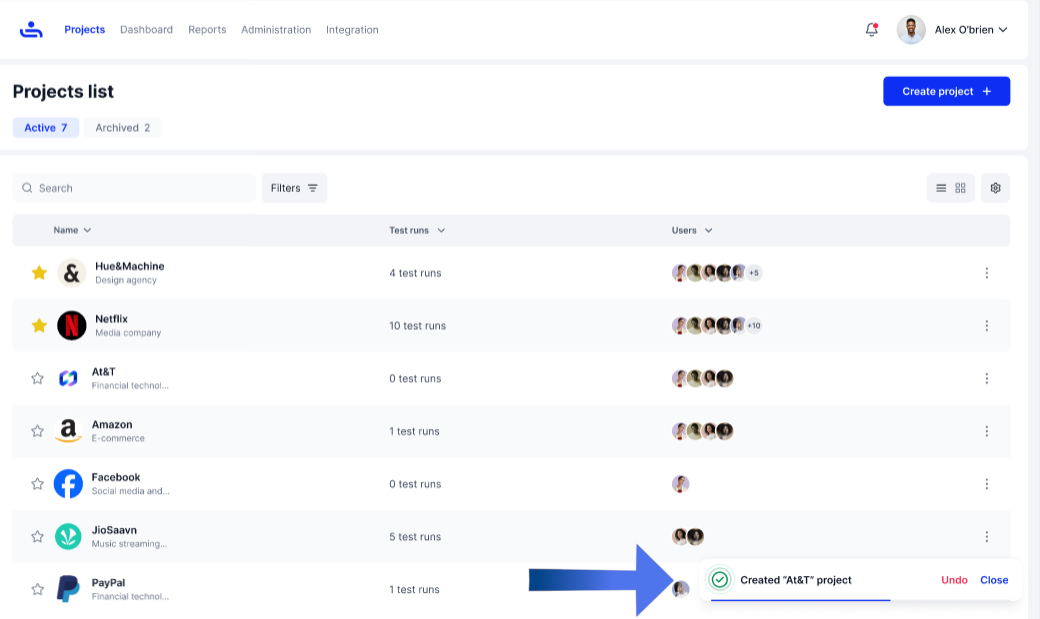 Projects Dashboard Reports Administration Integration Alex O'brien
Projects list
Create project +
Active 7 Archived 2
Search Filters
Name Test runs Users
Hue&Machine
Design agency
4 test runs
+5
Netflix
Media company
10 test runs
+10
At&T
Financial technol...
0 test runs
Amazon
E-commerce
1 test runs
Facebook
Social media and...
0 test runs
JioSaavn
Music streaming...
5 test runs
PayPal
Financial technol...
1 test runs
Created “At&T” project Undo Close